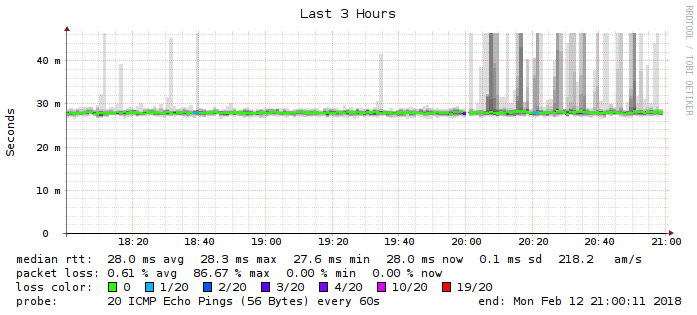 Last 3 Hours
RRDTOOL / TOBI OETIKER
Seconds
40 m
30 m
20 m
10 m
0
18:20 18:40 19:00 19:20 19:40 20:00 20:20 20:40 21:00
median rtt: 28.0 ms avg 28.3 ms max 27.6 ms min 28.0 ms now 0.1 ms sd 218.2 am/s
packet loss: 0.61 % avg 86.67 % max 0.00 % min 0.00 % now
loss color: 0 1/20 2/20 3/20 4/20 10/20 19/20
probe: 20 ICMP Echo Pings (56 Bytes) every 60s end: Mon Feb 12 21:00:11 2018